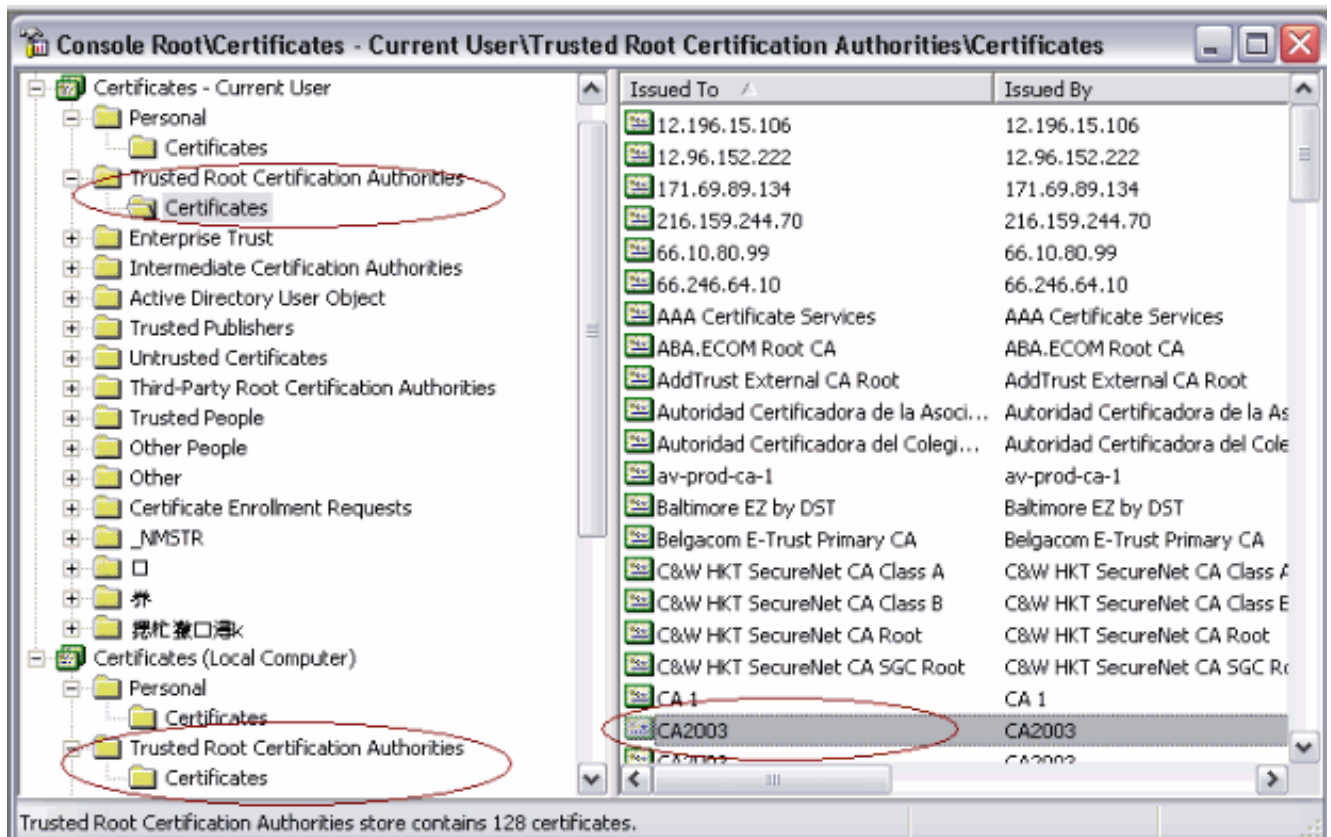 Console Root\Certificates - Current User\Trusted Root Certification Authorities\Certificates
Certificates - Current User
Personal
Certificates
Trusted Root Certification Authorities
Certificates
Enterprise Trust
Intermediate Certification Authorities
Active Directory User Object
Trusted Publishers
Untrusted Certificates
Third-Party Root Certification Authorities
Trusted People
Other People
Other
Certificate Enrollment Requests
_NMSTR
Certificates (Local Computer)
Personal
Certificates
Trusted Root Certification Authorities
Certificates
Issued To Issued By
12.196.15.106 12.196.15.106
12.96.152.222 12.96.152.222
171.69.89.134 171.69.89.134
216.159.244.70 216.159.244.70
66.10.80.99 66.10.80.99
66.246.64.10 66.246.64.10
AAA Certificate Services AAA Certificate Services
ABA.ECOM Root CA ABA.ECOM Root CA
AddTrust External CA Root AddTrust External CA Root
Autoridad Certificadora de la Asoci... Autoridad Certificadora de la As
Autoridad Certificadora del Colegi... Autoridad Certificadora del Cole
av-prod-ca-1 av-prod-ca-1
Baltimore EZ by DST Baltimore EZ by DST
Belgacom E-Trust Primary CA Belgacom E-Trust Primary CA
C&W HKT SecureNet CA Class A C&W HKT SecureNet CA Class A
C&W HKT SecureNet CA Class B C&W HKT SecureNet CA Class B
C&W HKT SecureNet CA Root C&W HKT SecureNet CA Root
C&W HKT SecureNet CA SGC Root C&W HKT SecureNet CA SGC Ro
CA 1 CA 1
CA2003 CA2003
Trusted Root Certification Authorities store contains 128 certificates.